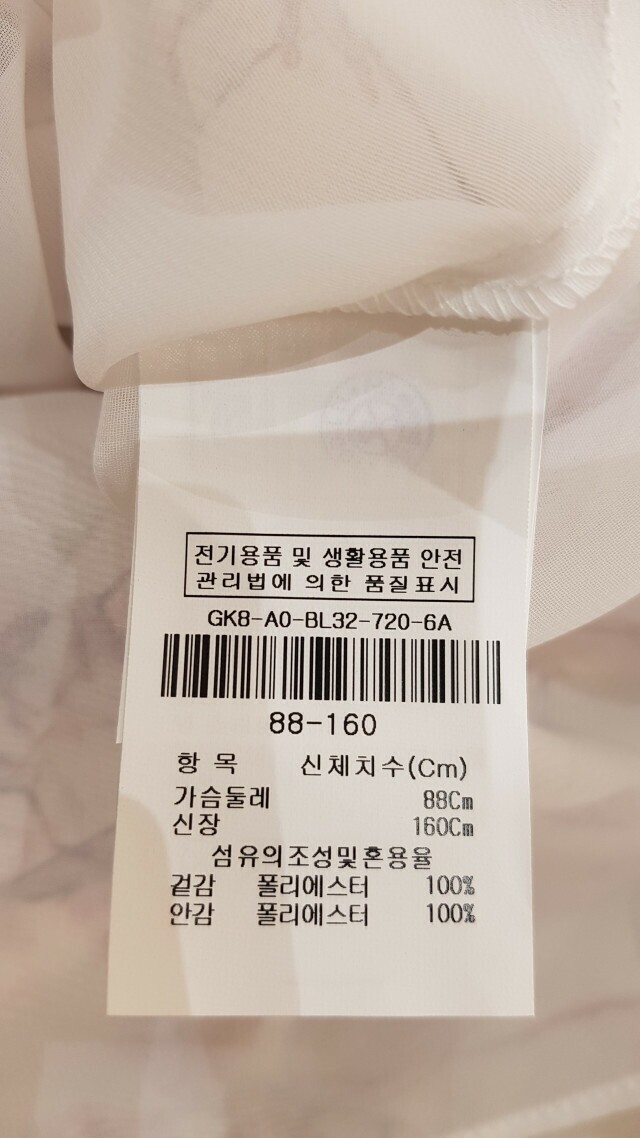 전기용품 및 생활용품 안전
관리법에 의한 품질표시
GK8-A0-BL32-720-6A
88-160
항 목 신체치수(Cm)
가슴둘레 88Cm
신장 160Cm
섬유의조성및혼용율
겉감 폴리에스터 100%
안감 폴리에스터 100%